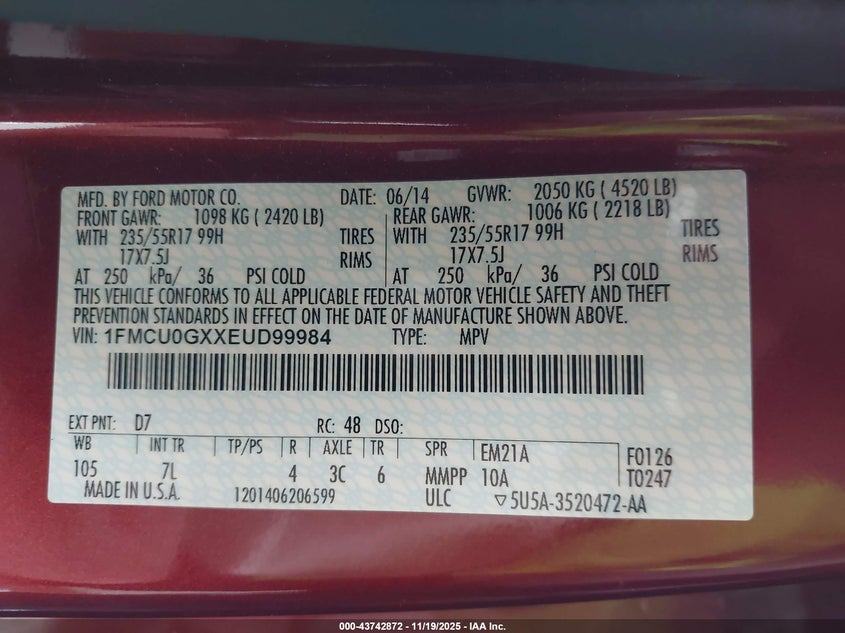 MFD. BY FORD MOTOR CO. DATE: 06/14 GVWR: 2050 KG ( 4520 LB)
FRONT GAWR: 1098 KG ( 2420 LB) REAR GAWR: 1006 KG ( 2218 LB)
WITH 235/55R17 99H TIRES WITH 235/55R17 99H TIRES
17X7.5J RIMS 17X7.5J RIMS
AT 250 kPa/ 36 PSI COLD AT 250 kPa/ 36 PSI COLD
THIS VEHICLE CONFORMS TO ALL APPLICABLE FEDERAL MOTOR VEHICLE SAFETY AND THEFT
PREVENTION STANDARDS IN EFFECT ON THE DATE OF MANUFACTURE SHOWN ABOVE.
VIN: 1FMCU0GXXEUD99984 TYPE: MPV
EXT PNT: D7 RC: 48 DSO:
WB INT TR TP/PS R AXLE TR SPR EM21A F0126
105 7L 4 3C 6 MMPP 10A T0247
MADE IN U.S.A. 1201406206599 ULC ▽5U5A-3520472-AA
000-43742872 - 11/19/2025 - IAA Inc.